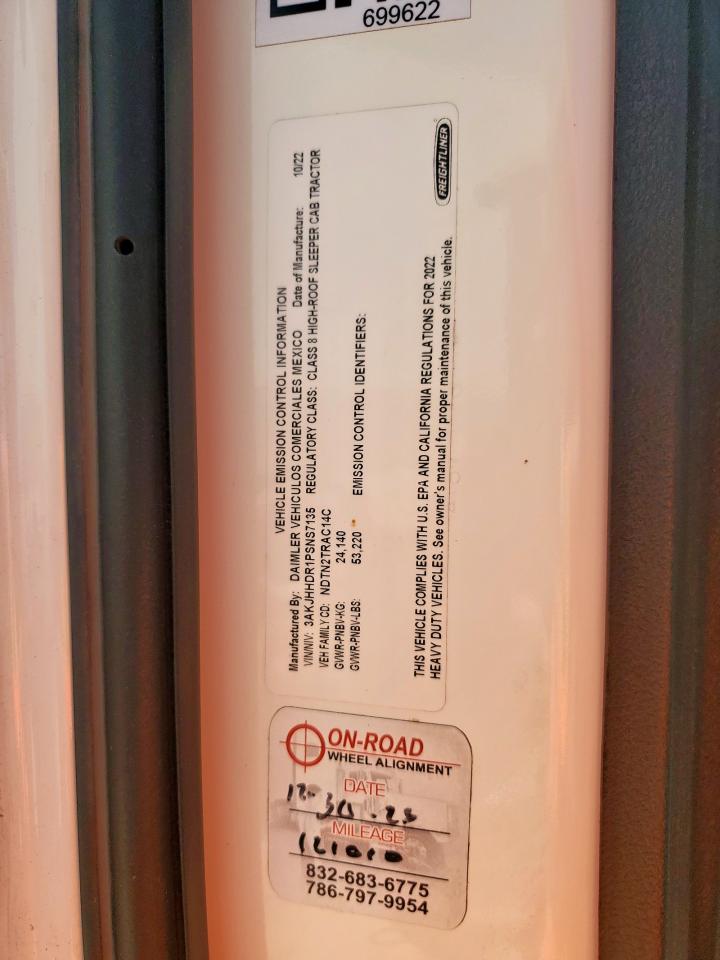 699622
VEHICLE EMISSION CONTROL INFORMATION
Manufactured By: DAIMLER VEHICULOS COMERCIALES MEXICO Date of Manufacture: 10/22
VIN/NIV: 3AKJHHDR1PSNS7135 REGULATORY CLASS: CLASS 8 HIGH-ROOF SLEEPER CAB TRACTOR
VEH FAMILY CD: NDTN2TRAC14C
GVWR-PNBV-KG: 24,140
GVWR-PNBV-LBS: 53,220 EMISSION CONTROL IDENTIFIERS:
THIS VEHICLE COMPLIES WITH U.S. EPA AND CALIFORNIA REGULATIONS FOR 2022
HEAVY DUTY VEHICLES. See owner's manual for proper maintenance of this vehicle.
FREIGHTLINER
ON-ROAD
WHEEL ALIGNMENT
DATE
12-30.23
MILEAGE
832-683-6775
786-797-9954